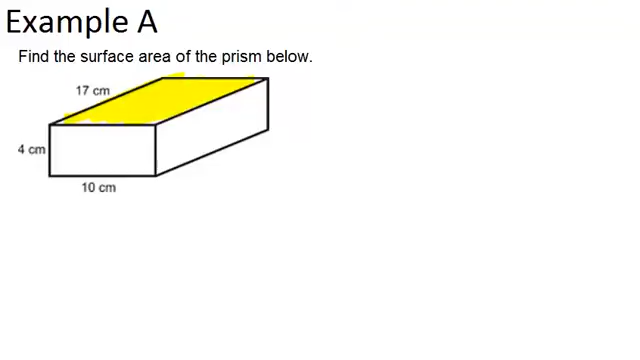 Example A
Find the surface area of the prism below.
17 cm
4 cm
10 cm